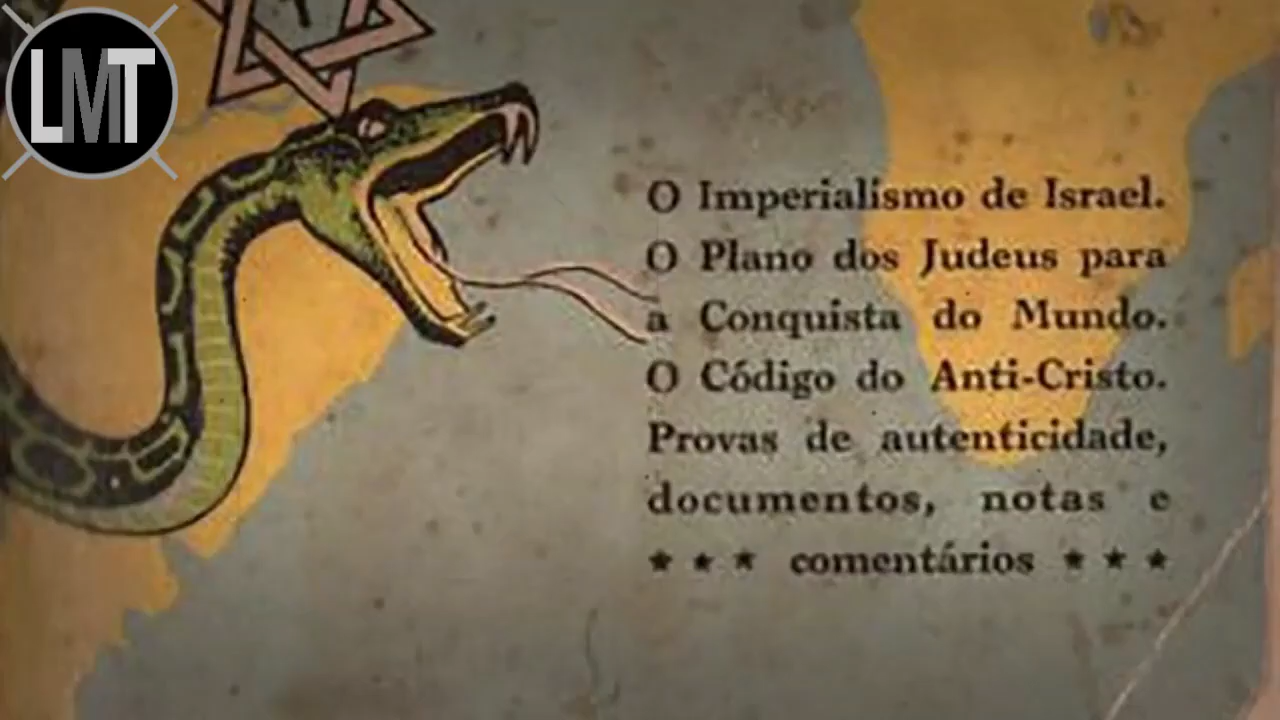 LMT
O Imperialismo de Israel.
O Plano dos Judeus para
a Conquista do Mundo.
O Código do Anti-Cristo.
Provas de autenticidade,
documentos, notas e
★ ★ ★ comentários ★ ★ ★